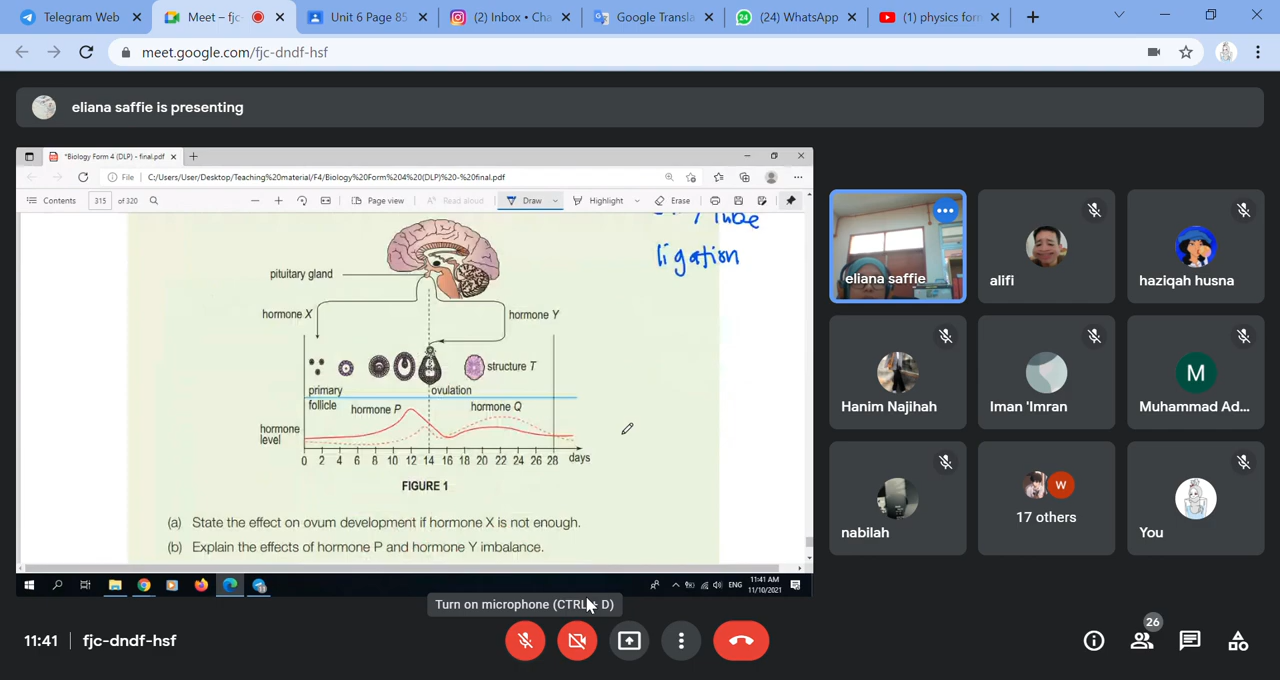 Telegram Web
Meet – fjc-
Unit 6 Page 85
(2) Inbox • Cha
Google Transla
(24) WhatsApp
(1) physics form
meet.google.com/fjc-dndf-hsf
eliana saffie is presenting
*Biology Form 4 (DLP) - final.pdf
File
C:/Users/User/Desktop/Teaching%20material/F4/Biology%20Form%204%20(DLP)%20-%20final.pdf
Contents
315
of 320
Page view
Read aloud
Draw
Highlight
Erase
tube
ligation
pituitary gland
hormone X
hormone Y
structure T
primary
follicle
ovulation
hormone P
hormone Q
hormone
level
0 2 4 6 8 10 12 14 16 18 20 22 24 26 28 days
FIGURE 1
(a) State the effect on ovum development if hormone X is not enough.
(b) Explain the effects of hormone P and hormone Y imbalance.
ENG
11:41 AM
11/10/2021
eliana saffie
alifi
haziqah husna
Hanim Najihah
Iman 'Imran
M
Muhammad Ad...
nabilah
W
17 others
You
Turn on microphone (CTRL + D)
11:41
fjc-dndf-hsf
26